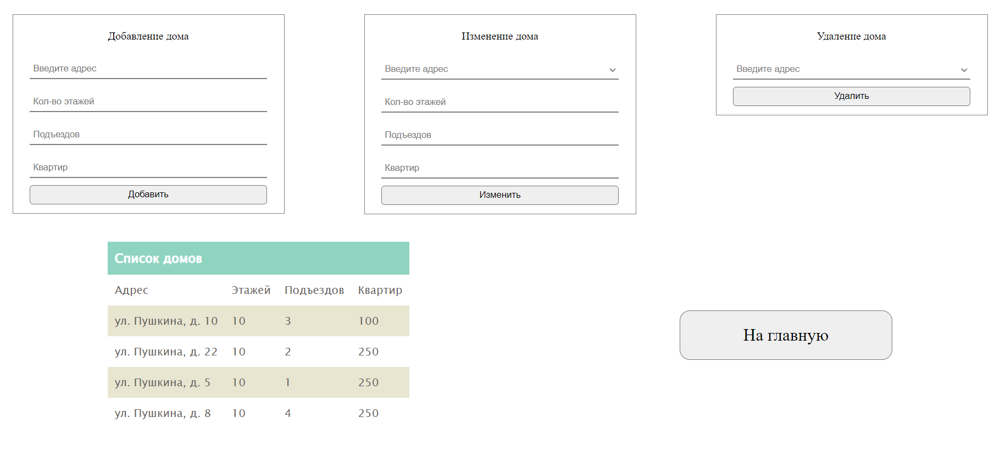 Добавление дома
Введите адрес
Кол-во этажей
Подъездов
Квартир
Добавить
Изменение дома
Введите адрес
Кол-во этажей
Подъездов
Квартир
Изменить
Удаление дома
Введите адрес
Удалить
Список домов
Адрес Этажей Подъездов Квартир
ул. Пушкина, д. 10 10 3 100
ул. Пушкина, д. 22 10 2 250
ул. Пушкина, д. 5 10 1 250
ул. Пушкина, д. 8 10 4 250
На главную